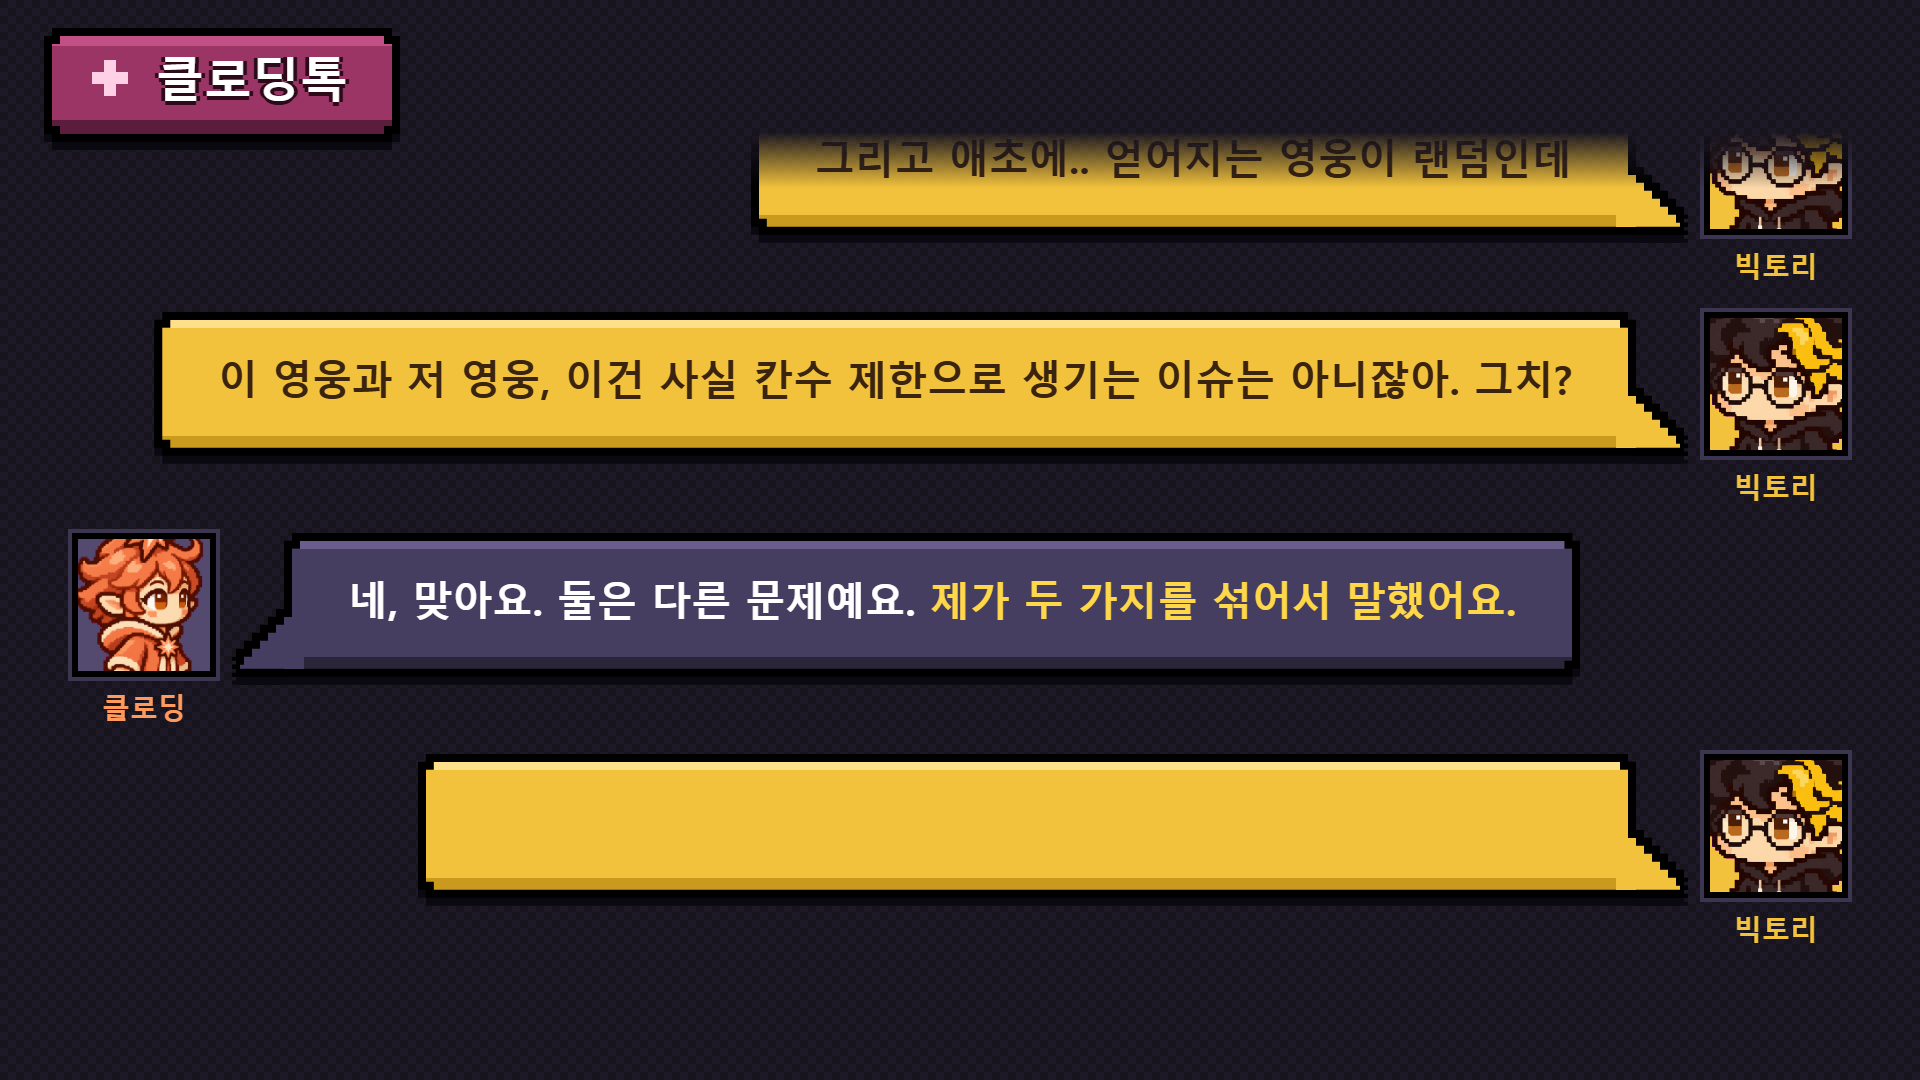 클로딩톡
그리고 애초에.. 얻어지는 영웅이 랜덤인데
빅토리
이 영웅과 저 영웅, 이건 사실 칸수 제한으로 생기는 이슈는 아니잖아. 그치?
빅토리
네, 맞아요. 둘은 다른 문제예요. 제가 두 가지를 섞어서 말했어요.
클로딩
빅토리